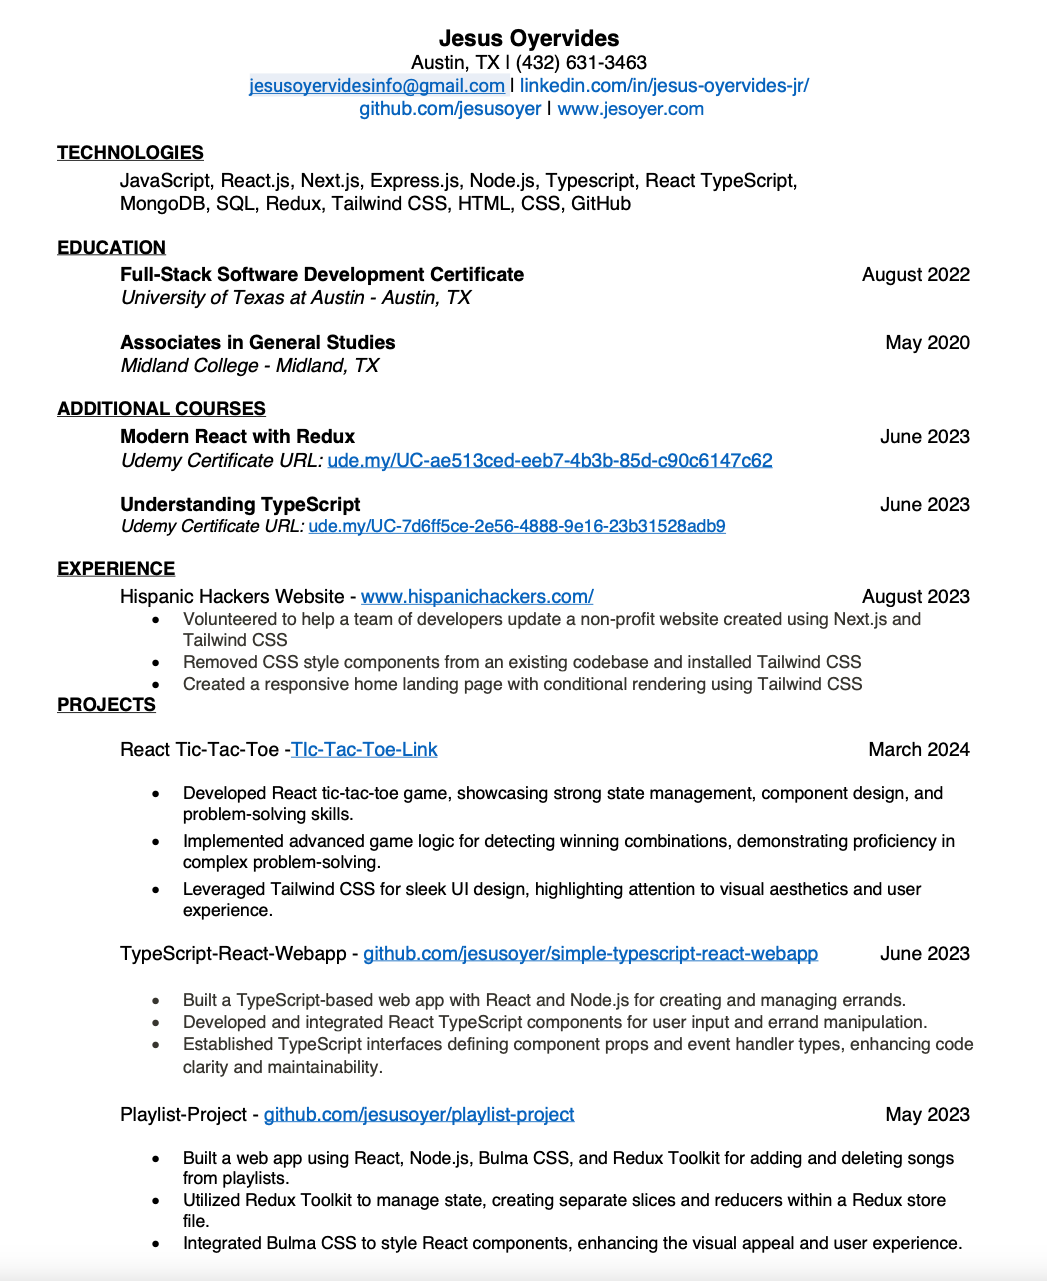 Jesus Oyervides
Austin, TX | (432) 631-3463
jesusoyervidesinfo@gmail.com | linkedin.com/in/jesus-oyervides-jr/
github.com/jesusoyer | www.jesoyer.com
TECHNOLOGIES
JavaScript, React.js, Next.js, Express.js, Node.js, Typescript, React TypeScript,
MongoDB, SQL, Redux, Tailwind CSS, HTML, CSS, GitHub
EDUCATION
Full-Stack Software Development Certificate August 2022
University of Texas at Austin - Austin, TX
Associates in General Studies May 2020
Midland College - Midland, TX
ADDITIONAL COURSES
Modern React with Redux June 2023
Udemy Certificate URL: ude.my/UC-ae513ced-eeb7-4b3b-85d-c90c6147c62
Understanding TypeScript June 2023
Udemy Certificate URL: ude.my/UC-7d6ff5ce-2e56-4888-9e16-23b31528adb9
EXPERIENCE
Hispanic Hackers Website - www.hispanichackers.com/ August 2023
• Volunteered to help a team of developers update a non-profit website created using Next.js and
Tailwind CSS
• Removed CSS style components from an existing codebase and installed Tailwind CSS
• Created a responsive home landing page with conditional rendering using Tailwind CSS
PROJECTS
React Tic-Tac-Toe -TIc-Tac-Toe-Link March 2024
• Developed React tic-tac-toe game, showcasing strong state management, component design, and
problem-solving skills.
• Implemented advanced game logic for detecting winning combinations, demonstrating proficiency in
complex problem-solving.
• Leveraged Tailwind CSS for sleek UI design, highlighting attention to visual aesthetics and user
experience.
TypeScript-React-Webapp - github.com/jesusoyer/simple-typescript-react-webapp June 2023
• Built a TypeScript-based web app with React and Node.js for creating and managing errands.
• Developed and integrated React TypeScript components for user input and errand manipulation.
• Established TypeScript interfaces defining component props and event handler types, enhancing code
clarity and maintainability.
Playlist-Project - github.com/jesusoyer/playlist-project May 2023
• Built a web app using React, Node.js, Bulma CSS, and Redux Toolkit for adding and deleting songs
from playlists.
• Utilized Redux Toolkit to manage state, creating separate slices and reducers within a Redux store
file.
• Integrated Bulma CSS to style React components, enhancing the visual appeal and user experience.